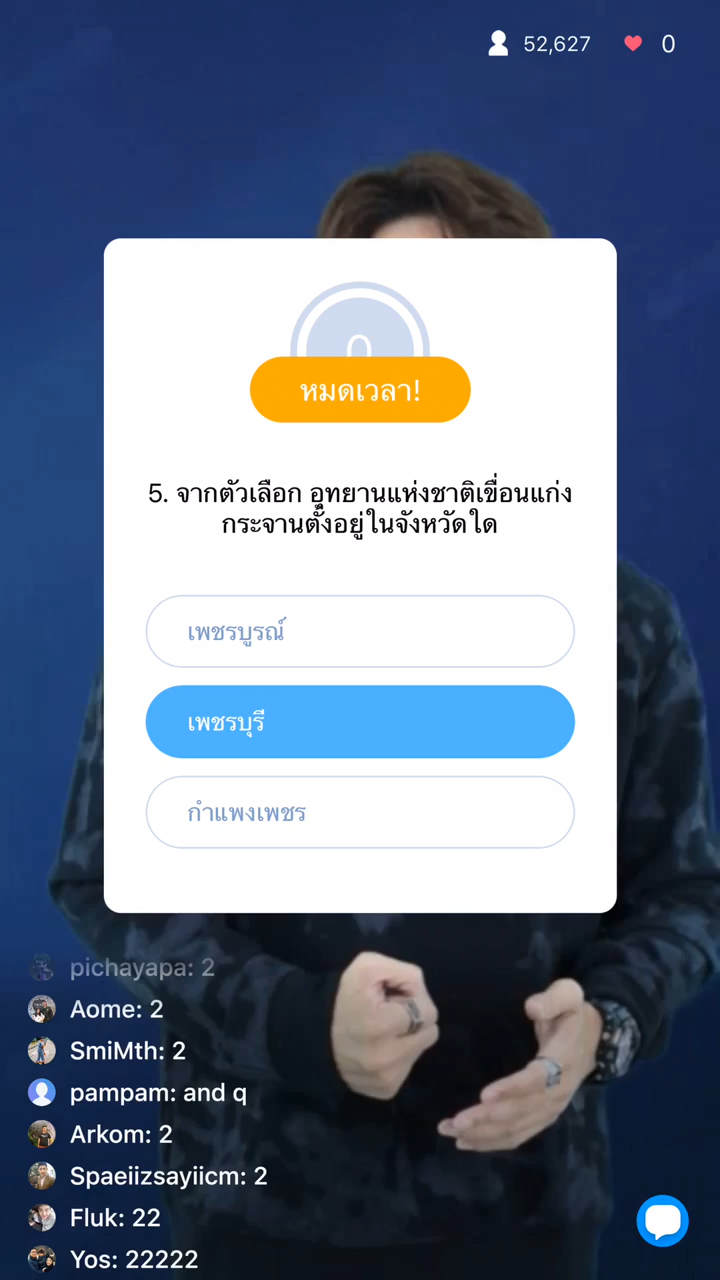 52,627
0
0
หมดเวลา!
5. จากตัวเลือก อุทยานแห่งชาติเขื่อนแก่ง
กระจานตั้งอยู่ในจังหวัดใด
เพชรบูรณ์
เพชรบุรี
กำแพงเพชร
pichayapa: 2
Aome: 2
SmiMth: 2
pampam: and q
Arkom: 2
Spaeiizsayiicm: 2
Fluk: 22
Yos: 22222